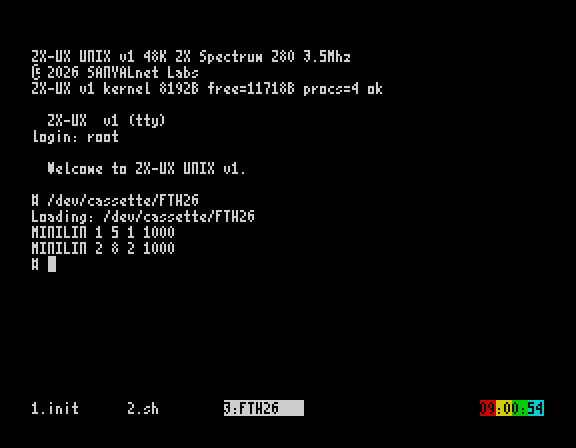 ZX-UX UNIX v1 48K ZX Spectrum Z80 3.5Mhz
© 2026 SANYALnet Labs
ZX-UX v1 kernel 8192B free=11718B procs=4 ok
ZX-UX v1 (tty)
login: root
Welcome to ZX-UX UNIX v1.
# /dev/cassette/FTH26
Loading: /dev/cassette/FTH26
MINILIN 1 5 1 1000
MINILIN 2 8 2 1000
#
1.init 2.sh 3.FTH26 09:00:54